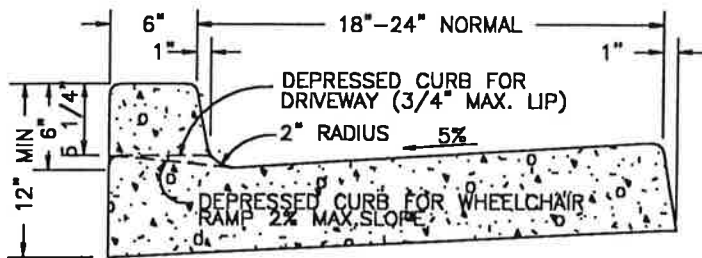 6"
18"-24" NORMAL
1"
1"
DEPRESSED CURB FOR
DRIVEWAY (3/4" MAX. LIP)
2" RADIUS
5%
12" MIN
6"
5 1/4"
DEPRESSED CURB FOR WHEELCHAIR
RAMP 2% MAX. SLOPE